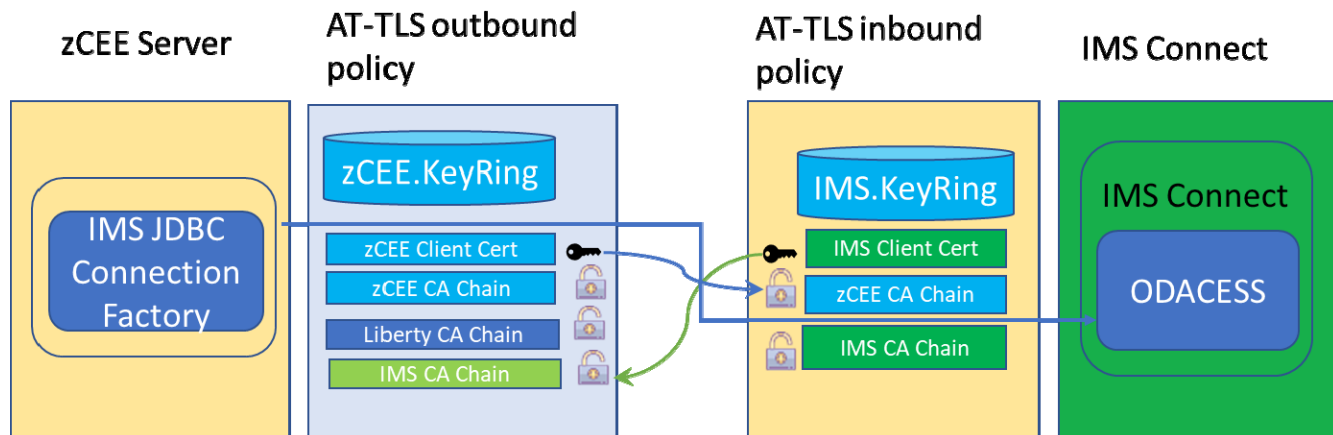 zCEE Server
AT-TLS outbound
policy
AT-TLS inbound
policy
IMS Connect
IMS JDBC
Connection
Factory
zCEE.KeyRing
zCEE Client Cert
zCEE CA Chain
Liberty CA Chain
IMS CA Chain
IMS.KeyRing
IMS Client Cert
zCEE CA Chain
IMS CA Chain
IMS Connect
ODACESS